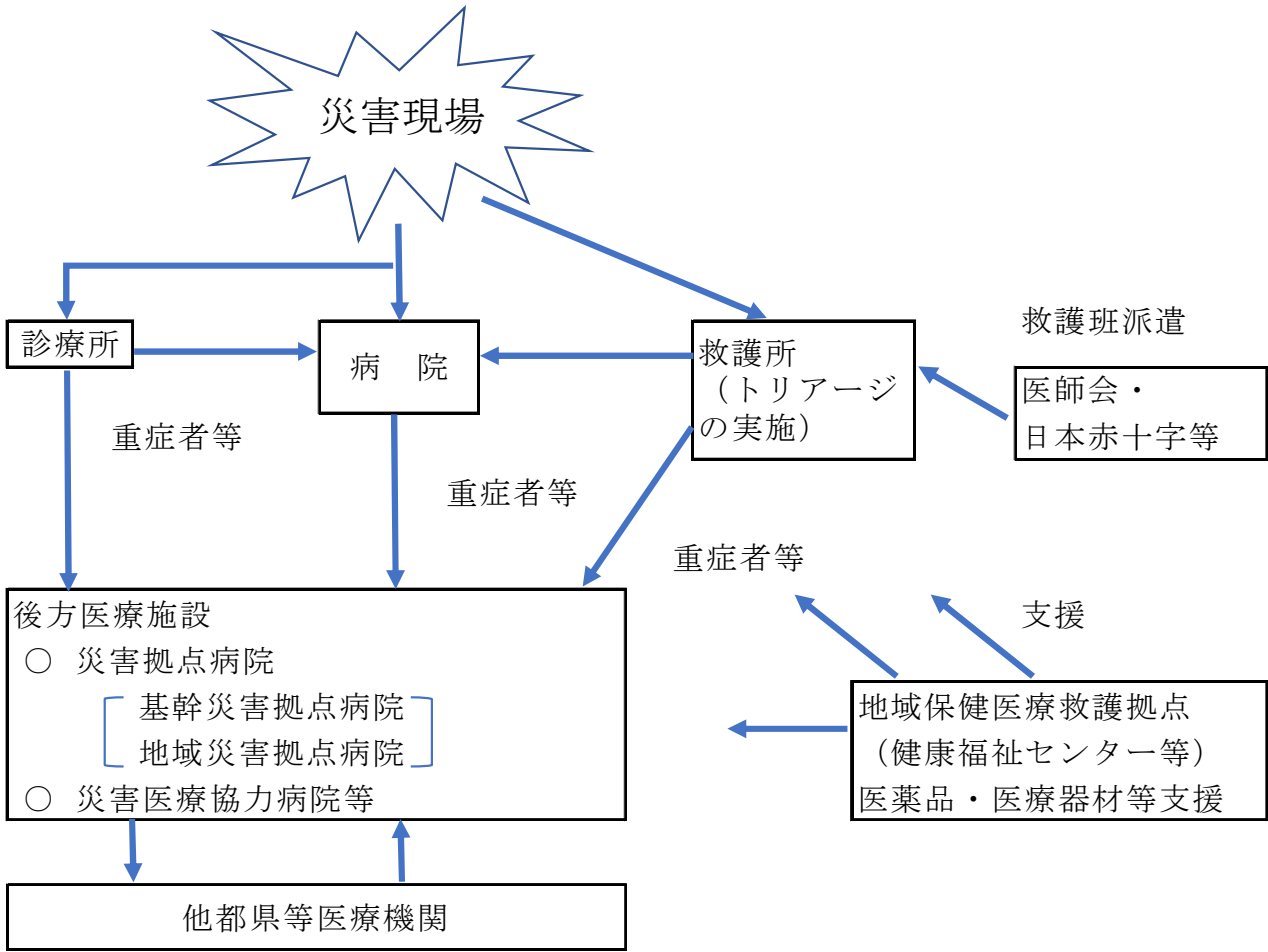 災害現場
診療所
病　院
救護所
（トリアージ
の実施）
救護班派遣
医師会・
日本赤十字等
重症者等
重症者等
重症者等
支援
後方医療施設
○　災害拠点病院
基幹災害拠点病院
地域災害拠点病院
○　災害医療協力病院等
地域保健医療救護拠点
（健康福祉センター等）
医薬品・医療器材等支援
他都県等医療機関